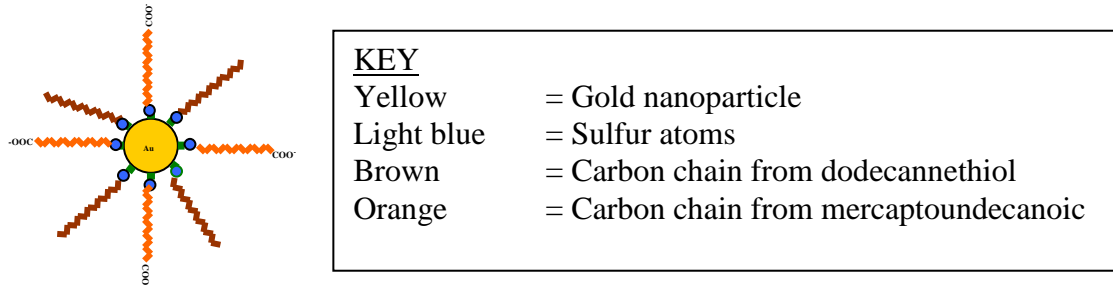 COO-
-OOC
Au
COO-
COO
KEY
Yellow = Gold nanoparticle
Light blue = Sulfur atoms
Brown = Carbon chain from dodecannethiol
Orange = Carbon chain from mercaptoundecanoic